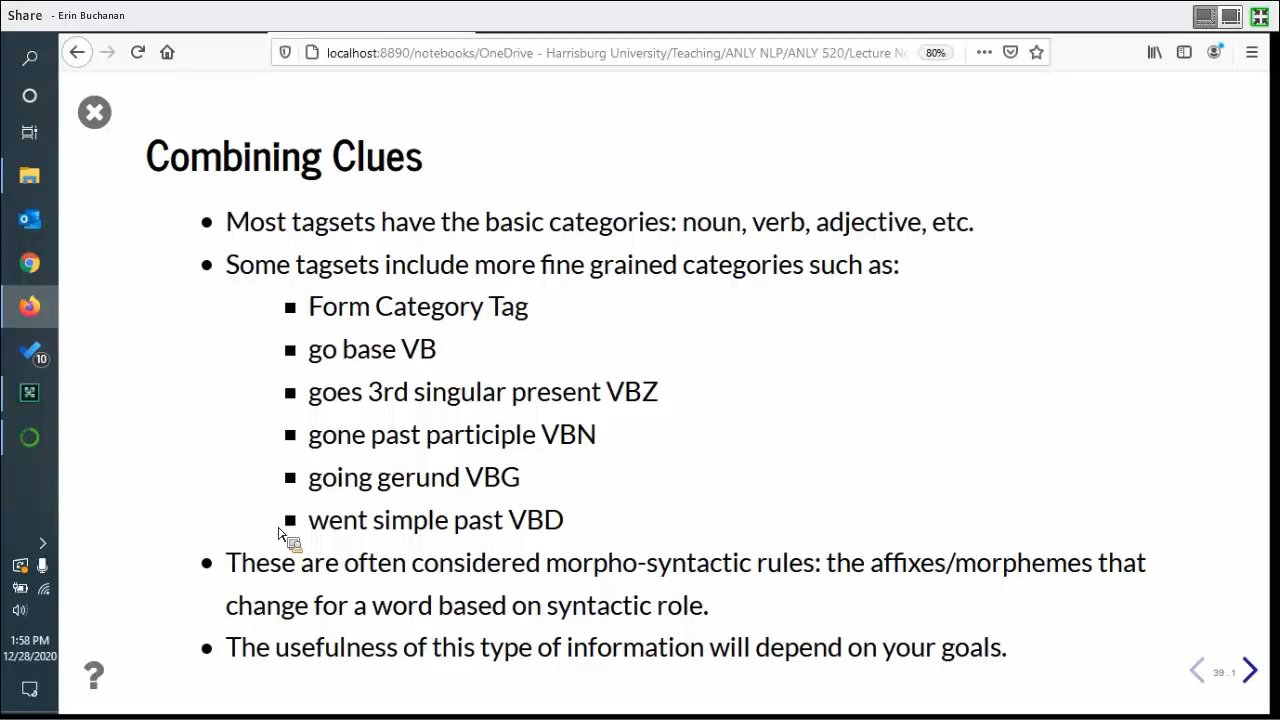 Share - Erin Buchanan
localhost:8890/notebooks/OneDrive - Harrisburg University/Teaching/ANLY NLP/ANLY 520/Lecture N
80%
Combining Clues
Most tagsets have the basic categories: noun, verb, adjective, etc.
Some tagsets include more fine grained categories such as:
Form Category Tag
go base VB
goes 3rd singular present VBZ
gone past participle VBN
going gerund VBG
went simple past VBD
These are often considered morpho-syntactic rules: the affixes/morphemes that
change for a word based on syntactic role.
The usefulness of this type of information will depend on your goals.
10
1:58 PM
12/28/2020
?
39 . 1